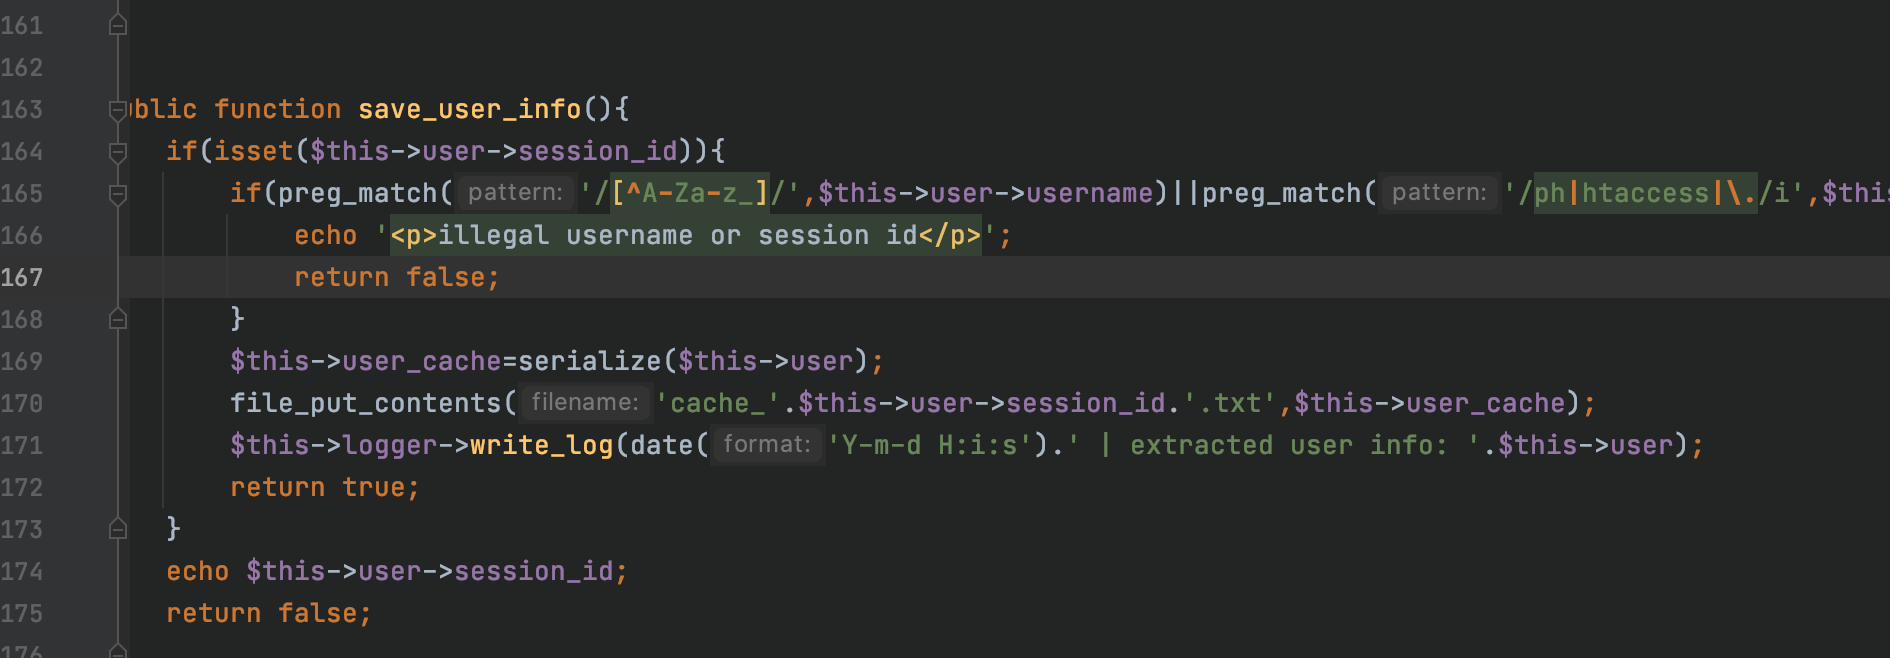 161
162
163 blic function save_user_info(){
164 if(isset($this->user->session_id)){
165 if(preg_match( pattern: '/[^A-Za-z_]/',$this->user->username)||preg_match( pattern: '/ph|htaccess|\./i',$this
166 echo '<p>illegal username or session id</p>';
167 return false;
168 }
169 $this->user_cache=serialize($this->user);
170 file_put_contents( filename: 'cache_'.$this->user->session_id.'.txt',$this->user_cache);
171 $this->logger->write_log(date( format: 'Y-m-d H:i:s').' | extracted user info: '.$this->user);
172 return true;
173 }
174 echo $this->user->session_id;
175 return false;
176